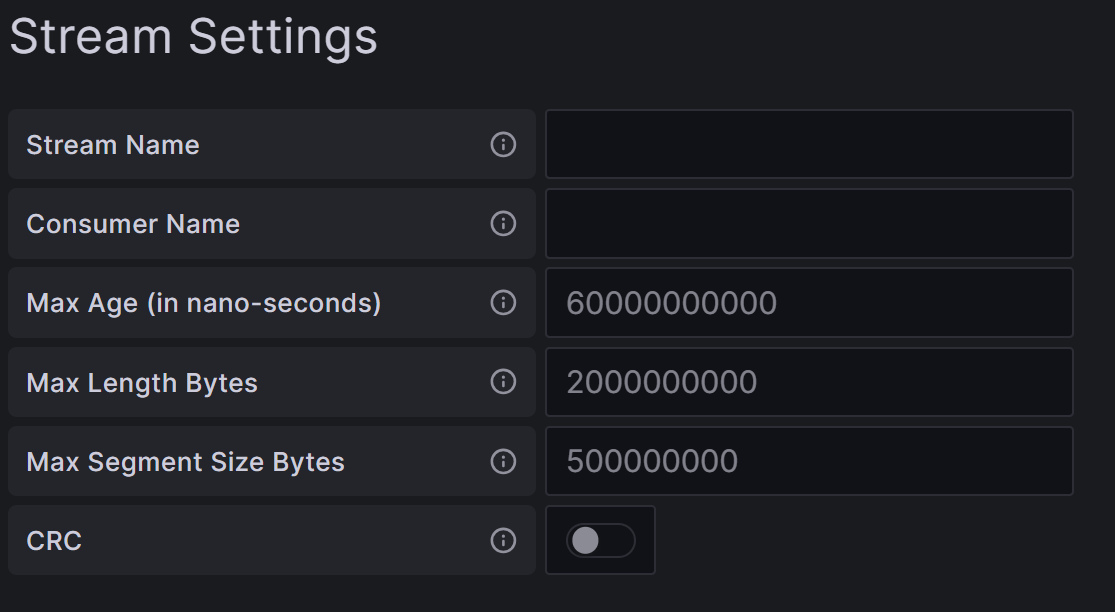 Stream Settings
Stream Name
Consumer Name
Max Age (in nano-seconds) 60000000000
Max Length Bytes 2000000000
Max Segment Size Bytes 500000000
CRC